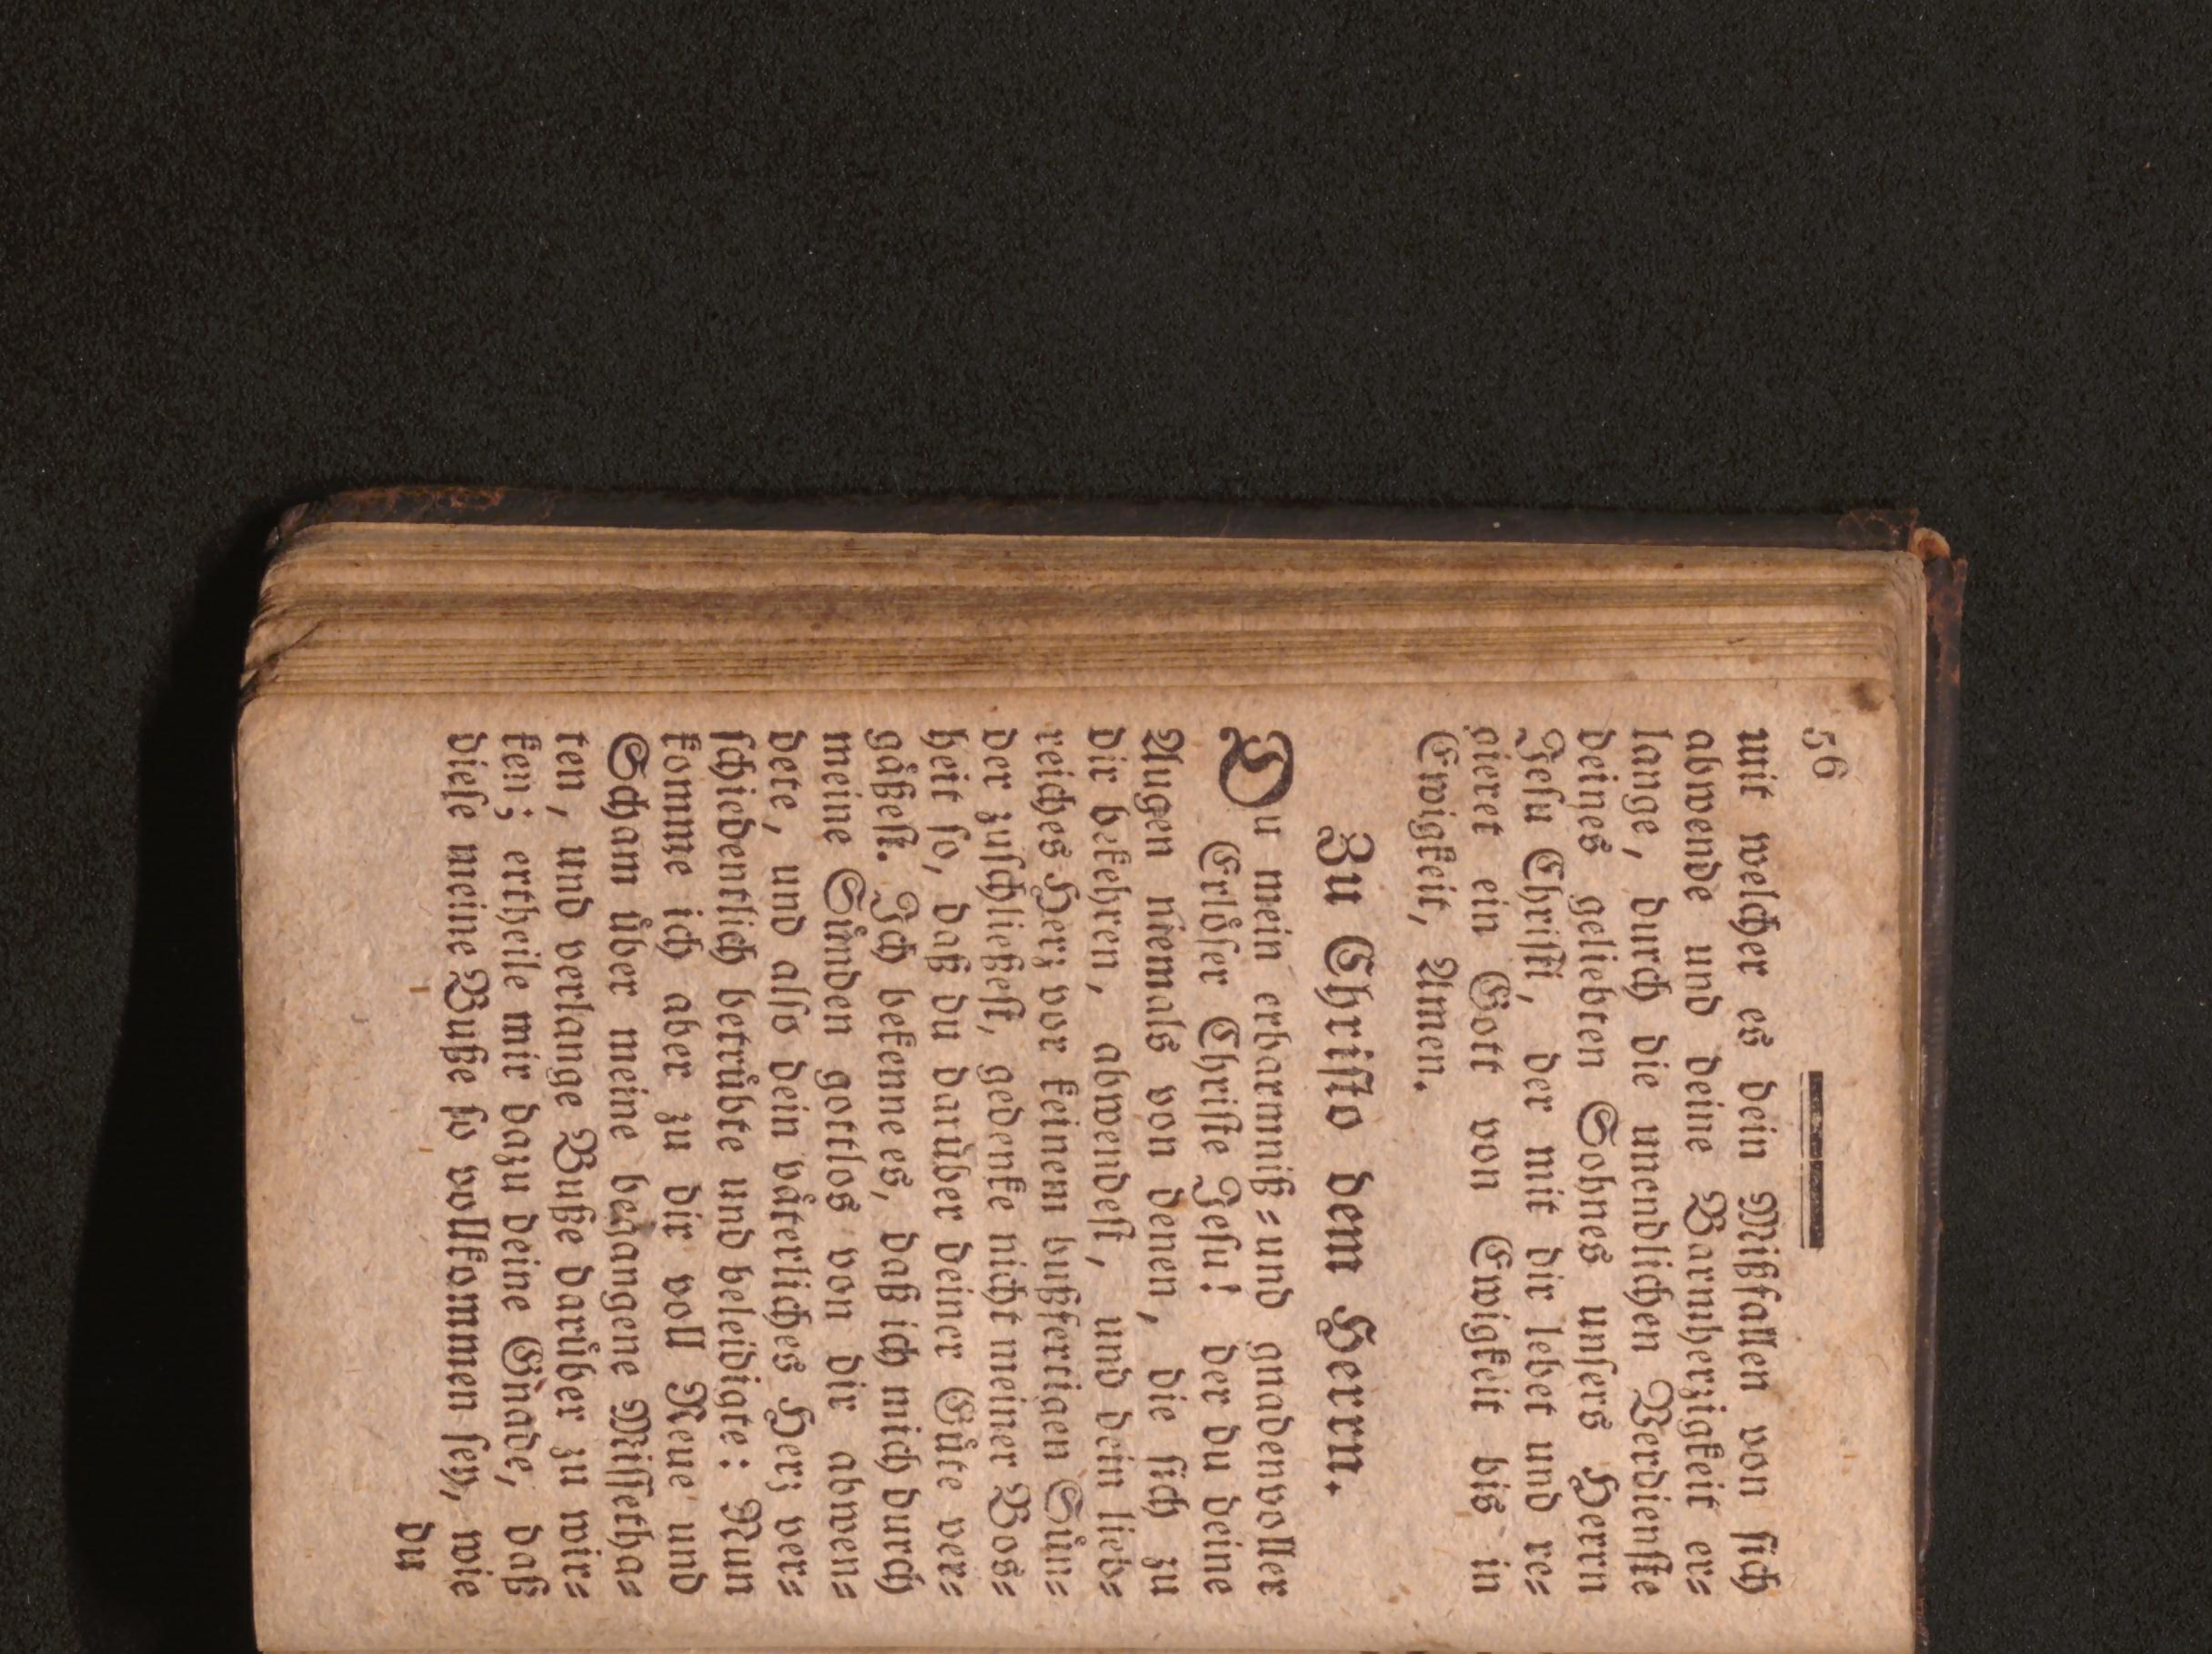 56
mit welcher es dein Mißfallen von sich
abwende und deine Barmherzigkeit er=
lange, durch die unendlichen Verdienste
deines geliebten Sohnes unsers Herrn
Jesu Christi, der mit dir lebet und re=
gieret ein Gott von Ewigkeit bis in
Ewigkeit, Amen.
Zu Christo dem Herrn.
Du mein erbarmniß= und gnadenvoller
Erlöser Christe Jesu! der du deine
Augen niemals von denen, die sich zu
dir bekehren, abwendest, und dein lieb=
reiches Herz vor keinem bußfertigen Sün=
der zuschließest, gedenke nicht meiner Bos=
heit so, daß du darüber deiner Güte ver=
gäßest. Ich bekenne es, daß ich mich durch
meine Sünden gottlos von dir abwen=
dete, und also dein väterliches Herz ver=
schiedentlich betrübte und beleidigte: Nun
komme ich aber zu dir voll Reue und
Scham über meine begangene Missetha=
ten, und verlange Buße darüber zu wir=
ken; ertheile mir dazu deine Gnade, daß
diese meine Buße so vollkommen sey, wie
du